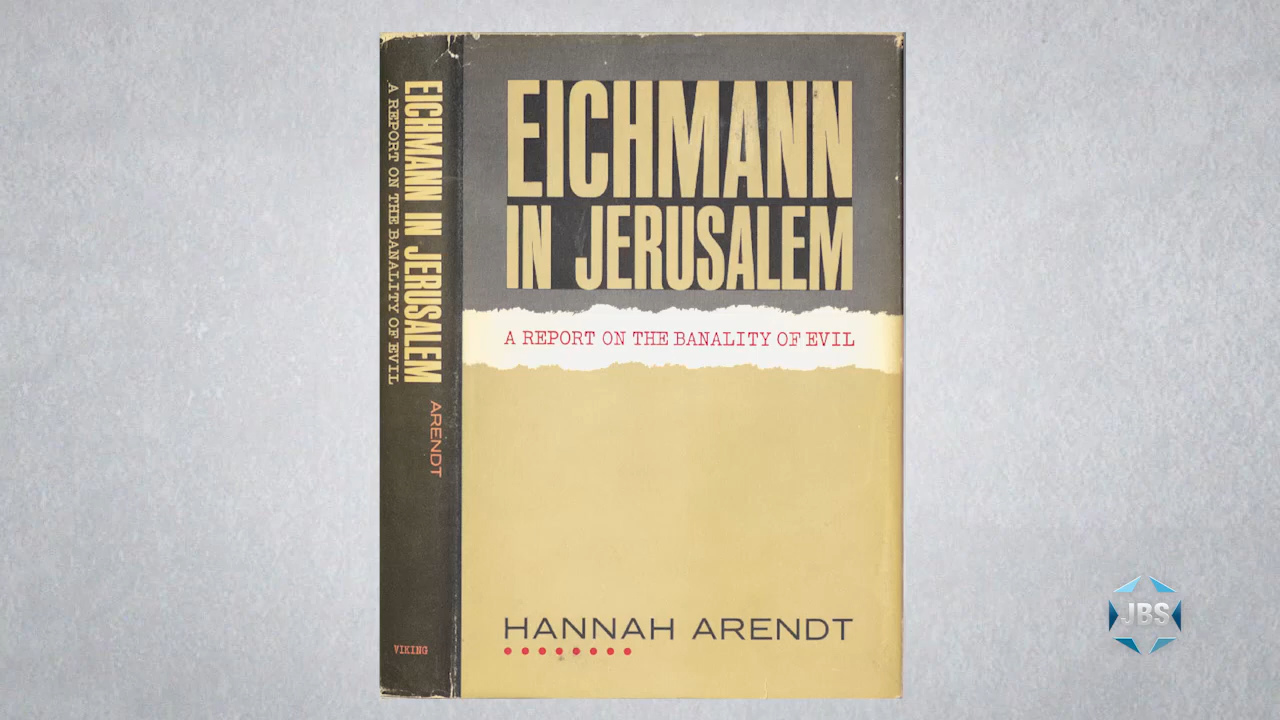 EICHMANN IN JERUSALEM
A REPORT ON THE BANALITY OF EVIL
ARENDT
VIKING
EICHMANN
IN JERUSALEM
A REPORT ON THE BANALITY OF EVIL
HANNAH ARENDT
JBS